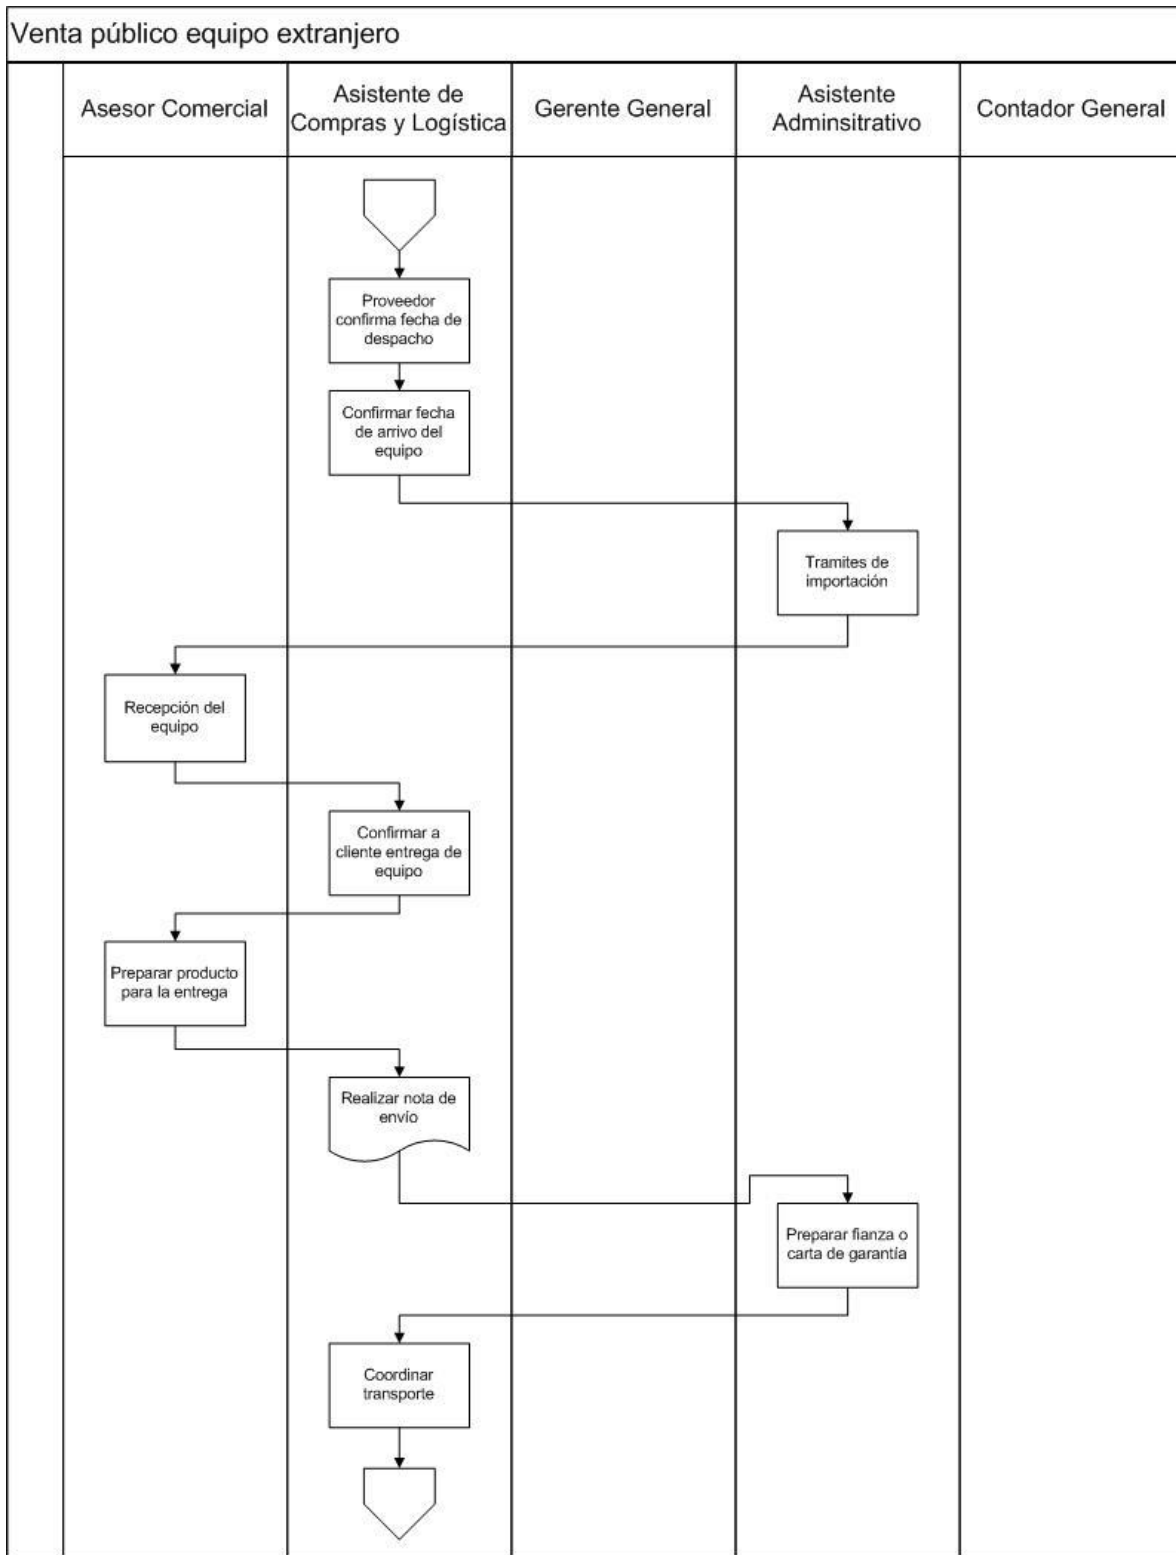 Venta público equipo extranjero
Asesor Comercial
Asistente de
Compras y Logística
Gerente General
Asistente
Adminsitrativo
Contador General
Proveedor
confirma fecha de
despacho
Confirmar fecha
de arrivo del
equipo
Tramites de
importación
Recepción del
equipo
Confirmar a
cliente entrega de
equipo
Preparar producto
para la entrega
Realizar nota de
envío
Preparar fianza o
carta de garantía
Coordinar
transporte